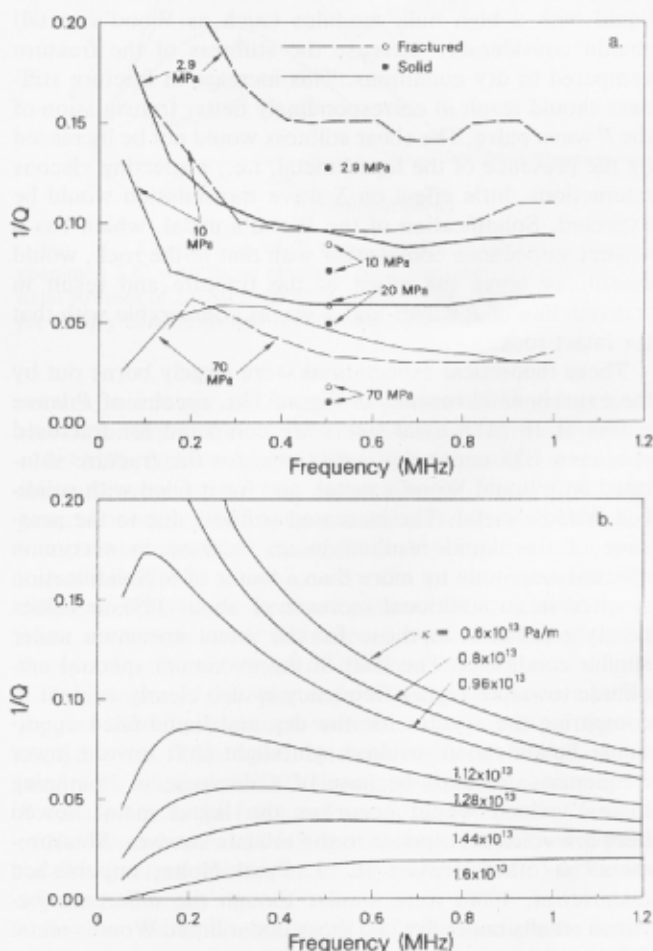 0.20
a
2.9
MPa
Fractured
Solid
0.15
2.9 MPa
1/Q
0.10
10
MPa
10 MPa
20 MPa
0.05
70
MPa
70 MPa
0.00
0
0.2
0.4
0.6
0.8
1
1.2
Frequency (MHz)
0.20
b.
0.15
κ = 0.6x10¹³ Pa/m
0.8x10¹³
0.96x10¹³
1/Q
0.10
1.12x10¹³
0.05
1.28x10¹³
1.44x10¹³
1.6x10¹³
0.00
0
0.2
0.4
0.6
0.8
1
1.2
Frequency (MHz)